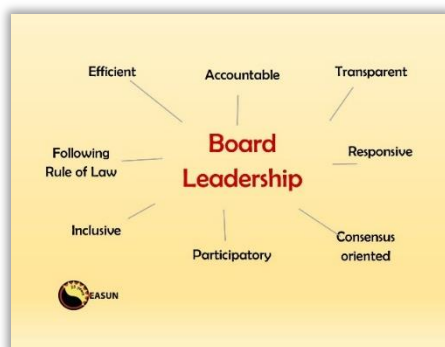 Efficient
Accountable
Transparent
Board
Leadership
Following
Rule of Law
Responsive
Inclusive
Participatory
Consensus
oriented
EASUN